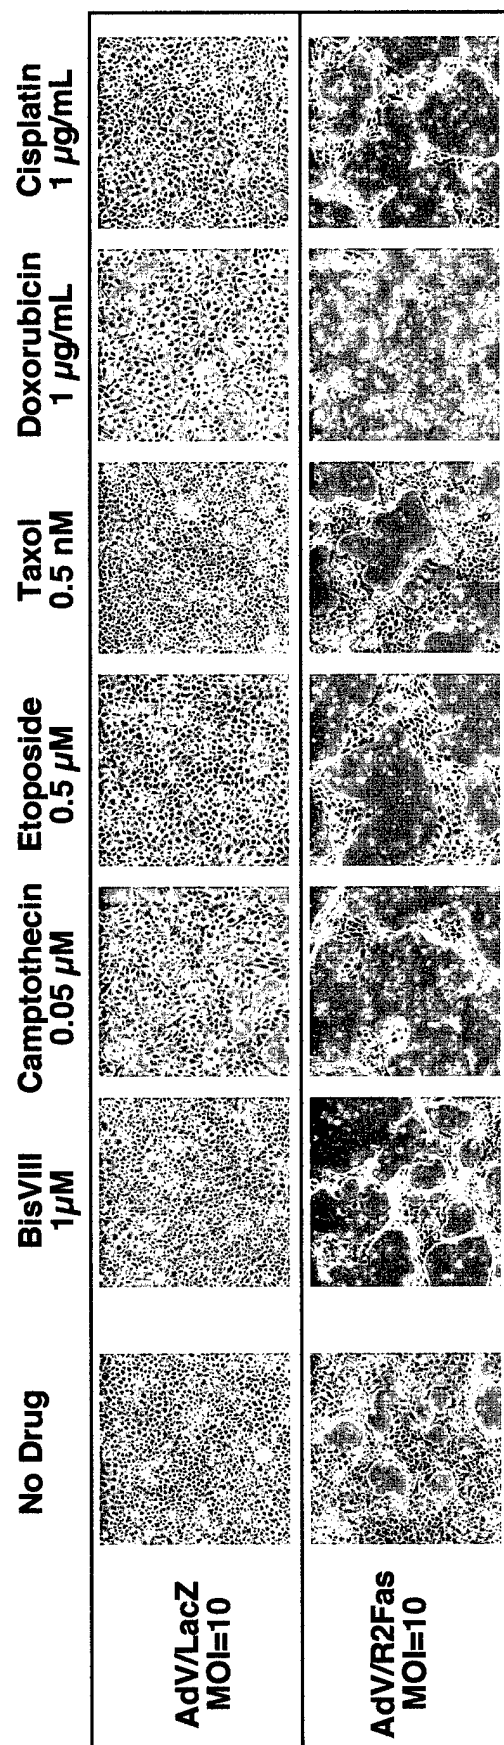 No Drug
BisVIII
1µM
Camptothecin
0.05 µM
Etoposide
0.5 µM
Taxol
0.5 nM
Doxorubicin
1 µg/mL
Cisplatin
1 µg/mL
AdV/LacZ
MOI=10
AdV/R2Fas
MOI=10